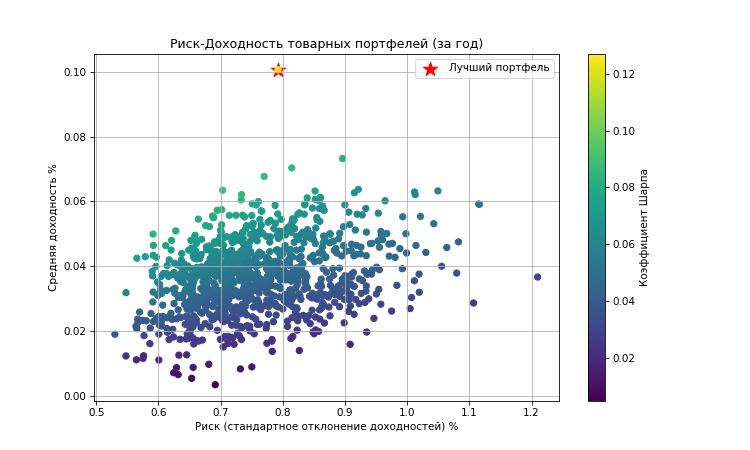 Риск-Доходность товарных портфелей (за год)
Лучший портфель
Средняя доходность %
0.10
0.08
0.06
0.04
0.02
0.00
0.5 0.6 0.7 0.8 0.9 1.0 1.1 1.2
Риск (стандартное отклонение доходностей) %
0.12
0.10
0.08
0.06
0.04
0.02
Коэффициент Шарпа